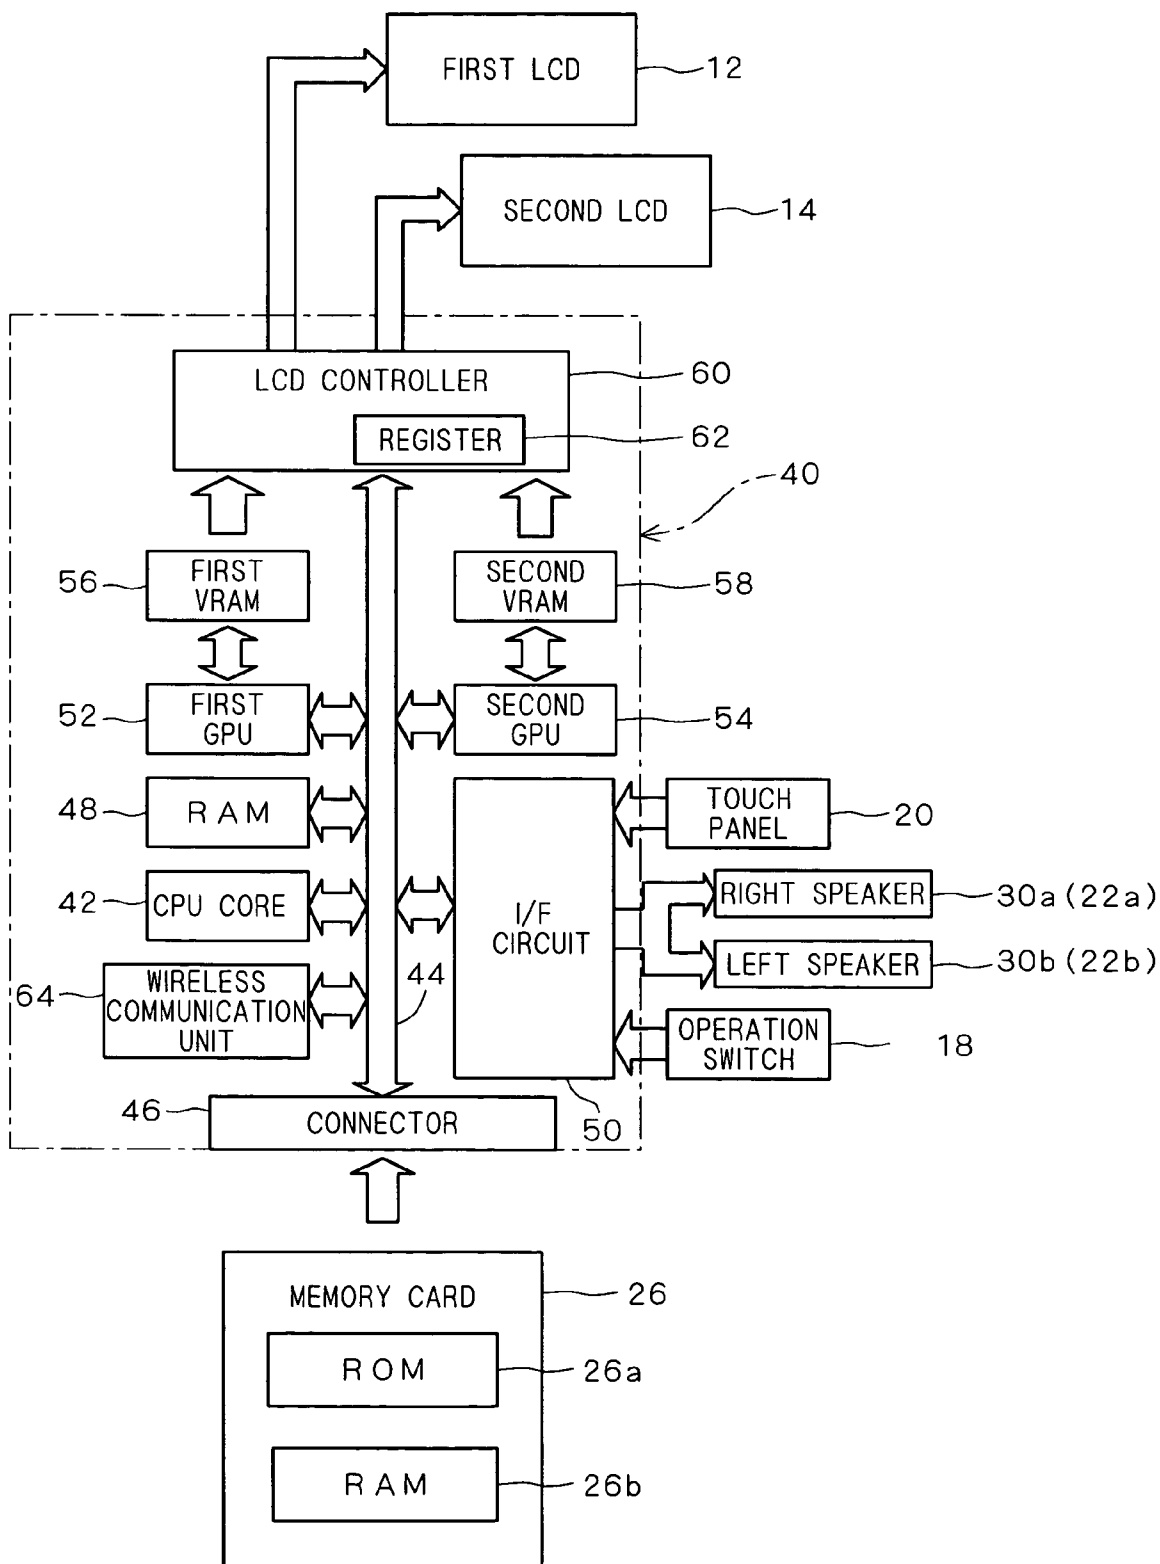 FIRST LCD
12
SECOND LCD
14
LCD CONTROLLER
60
REGISTER
62
40
56
FIRST
VRAM
SECOND
VRAM
58
52
FIRST
GPU
SECOND
GPU
54
48
RAM
TOUCH
PANEL
20
42
CPU CORE
I/F
CIRCUIT
RIGHT SPEAKER
30a (22a)
LEFT SPEAKER
30b (22b)
64
WIRELESS
COMMUNICATION
UNIT
44
OPERATION
SWITCH
18
46
CONNECTOR
50
MEMORY CARD
26
ROM
26a
RAM
26b